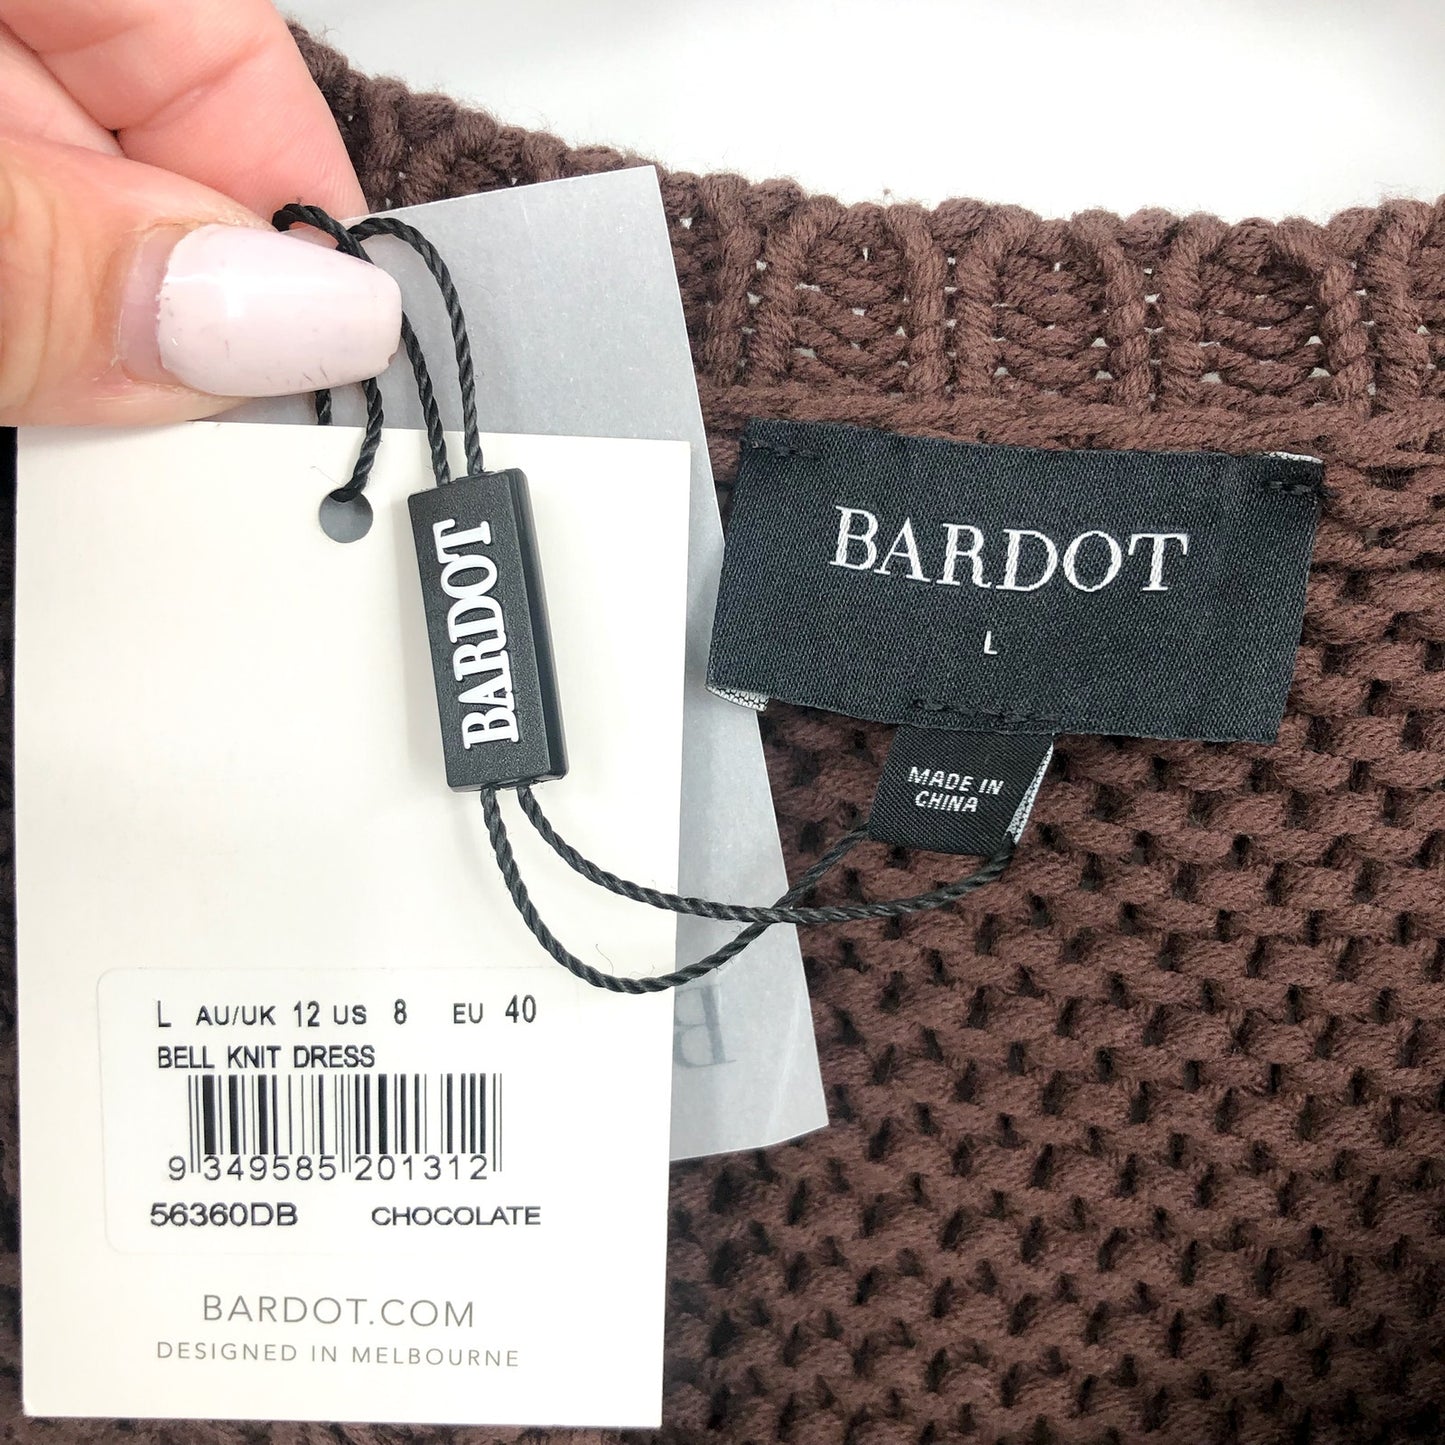 BARDOT
BARDOT
L
MADE IN
CHINA
L AU/UK 12 US 8 EU 40
BELL KNIT DRESS
9 349585 201312
56360DB CHOCOLATE
BARDOT.COM
DESIGNED IN MELBOURNE